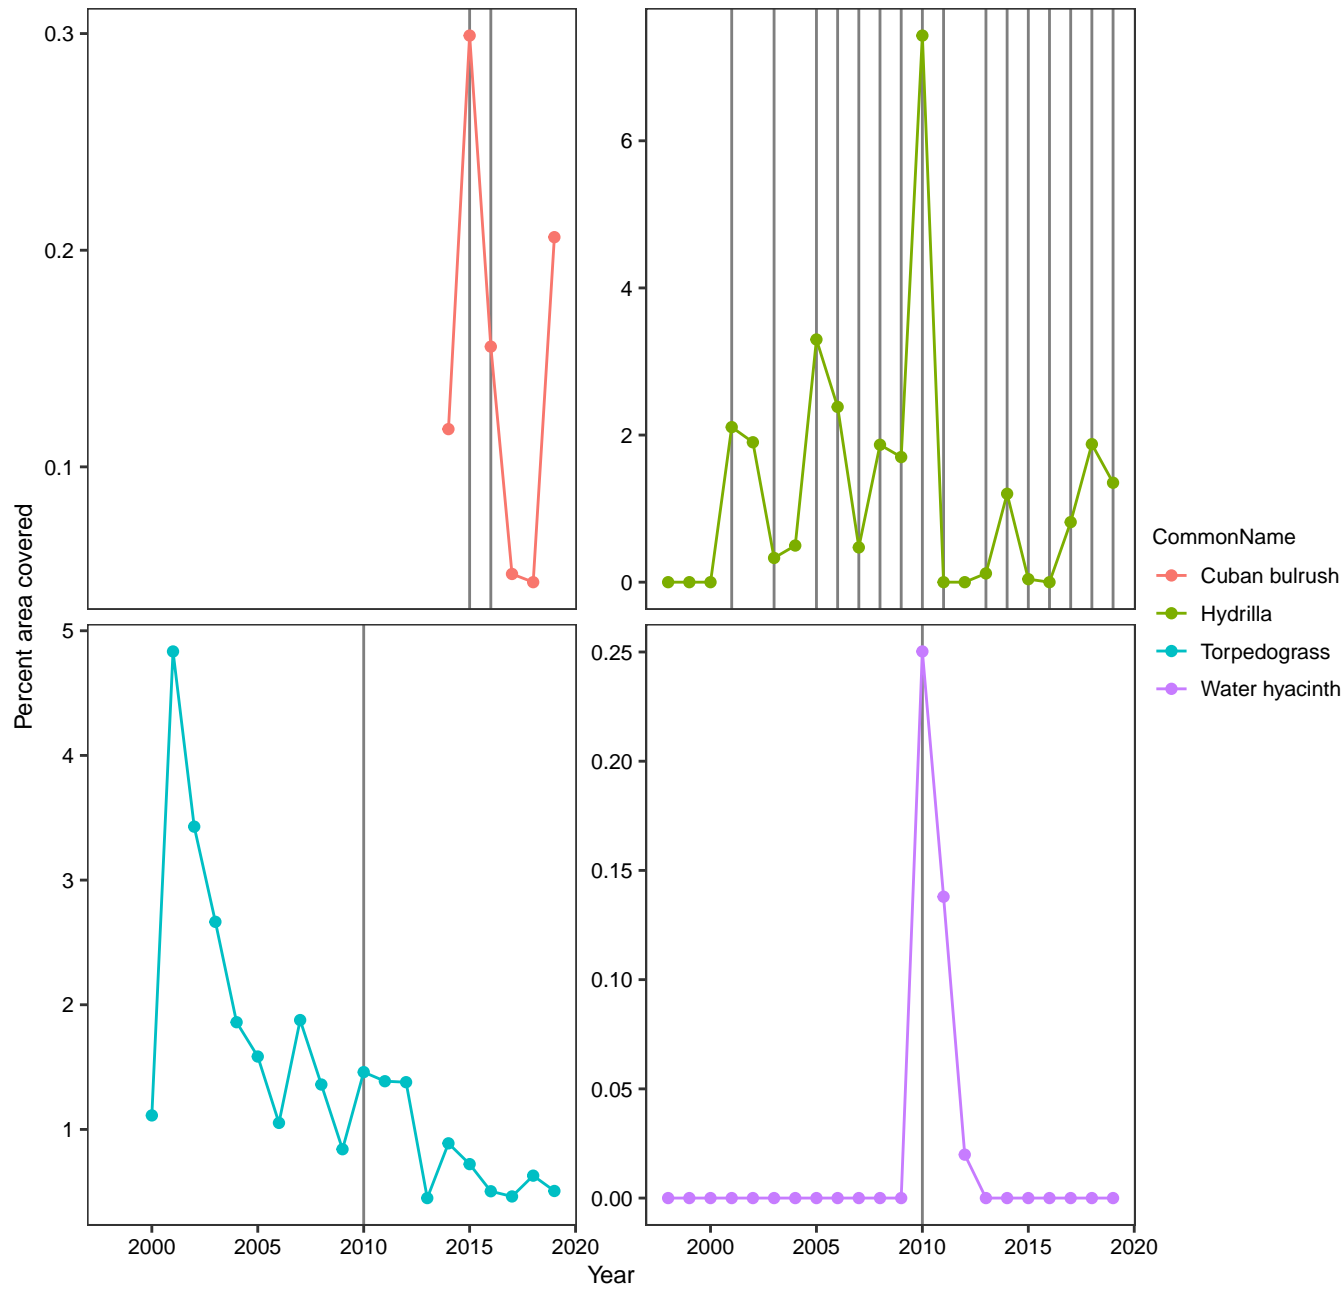 0.3
0.2
0.1
6
4
2
0
Percent area covered
5
4
3
2
1
0.25
0.20
0.15
0.10
0.05
0.00
2000 2005 2010 2015 2020
2000 2005 2010 2015 2020
Year
CommonName
Cuban bulrush
Hydrilla
Torpedograss
Water hyacinth